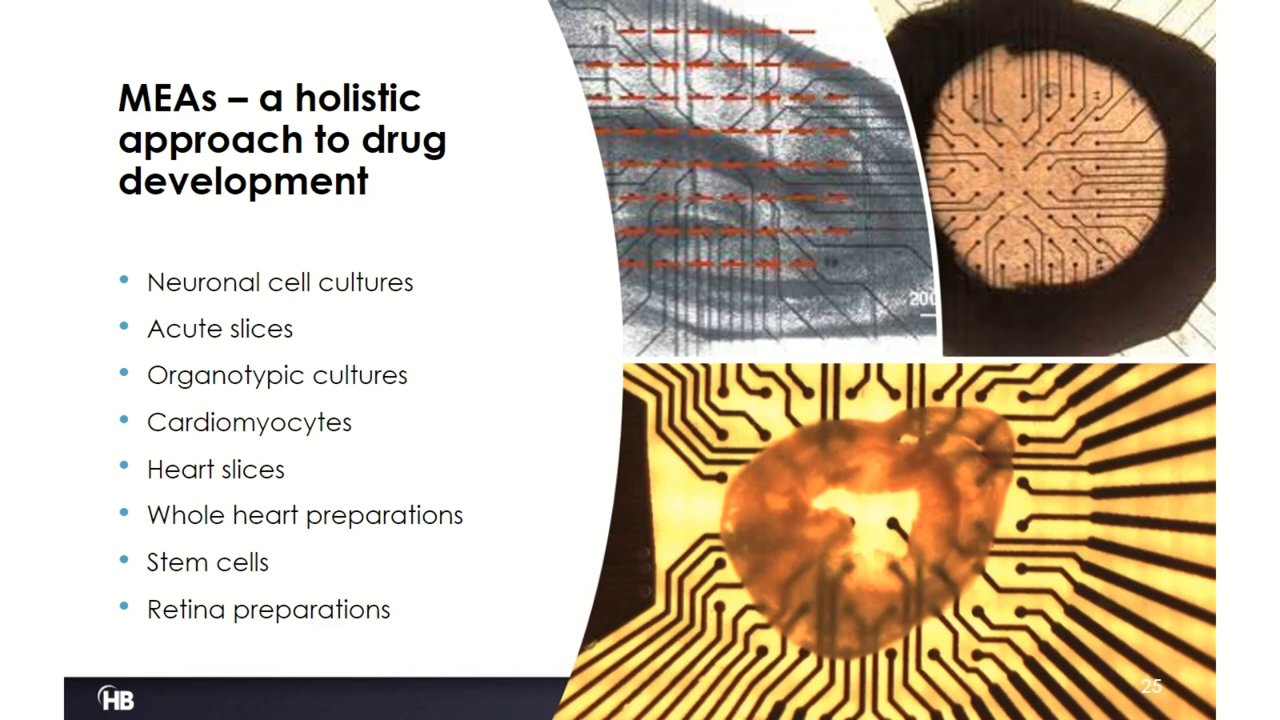 MEAs – a holistic
approach to drug
development
• Neuronal cell cultures
• Acute slices
• Organotypic cultures
• Cardiomyocytes
• Heart slices
• Whole heart preparations
• Stem cells
• Retina preparations
200
HB
25